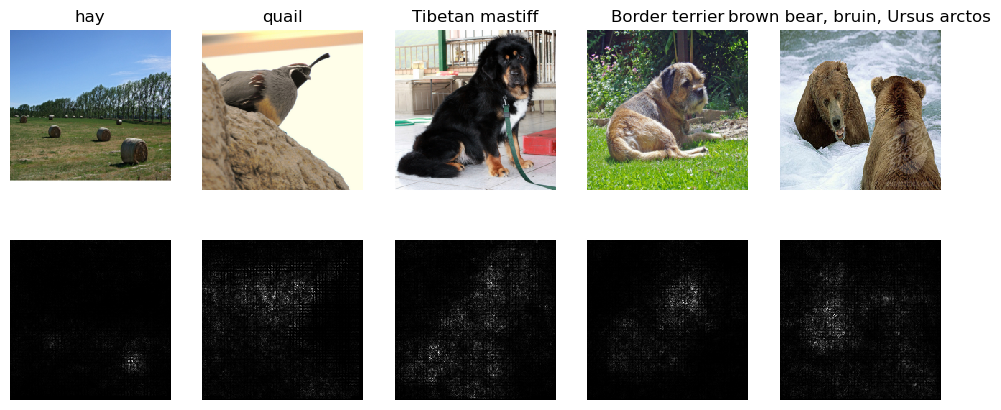 hay
quail
Tibetan mastiff
Border terrier
brown bear, bruin, Ursus arctos